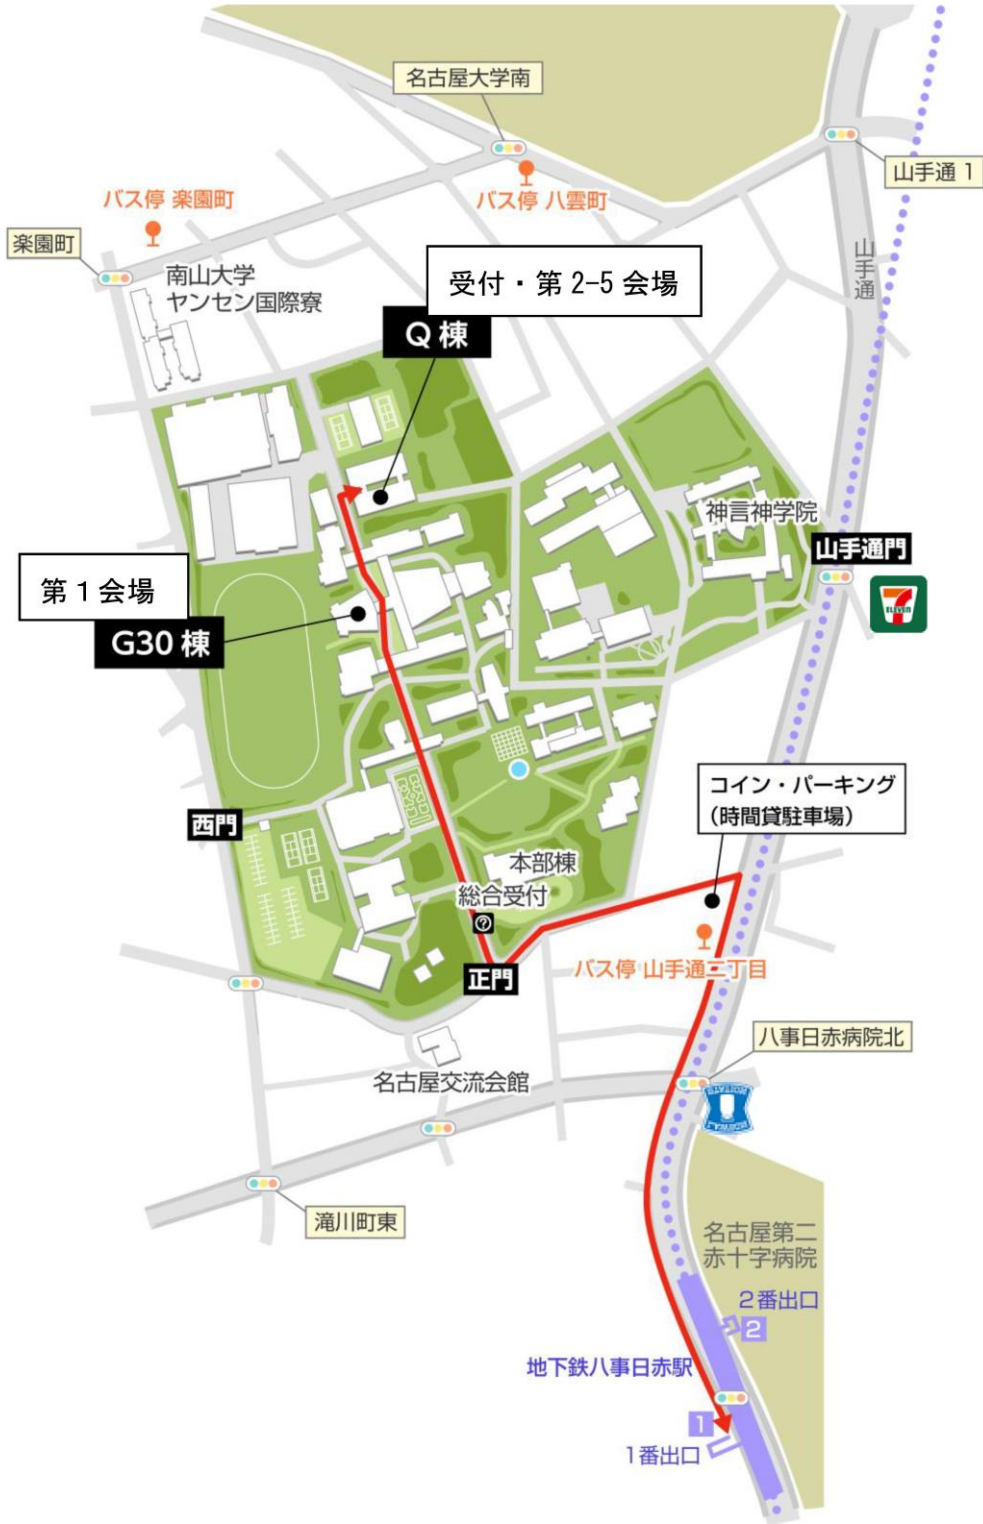 名古屋大学南
山手通 1
バス停 楽園町
バス停 八雲町
楽園町
南山大学
ヤンセン国際寮
山手通
受付・第 2-5 会場
Q 棟
神言神学院
山手通門
7
ELEVEN
第 1 会場
G30 棟
コイン・パーキング
(時間貸駐車場)
西門
本部棟
総合受付
?
正門
バス停 山手通二丁目
八事日赤病院北
名古屋交流会館
滝川町東
名古屋第二
赤十字病院
2番出口
2
地下鉄八事日赤駅
1
1番出口